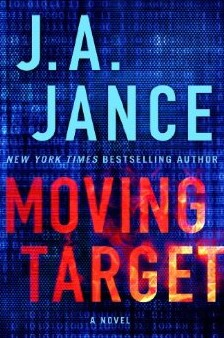 J.A.
JANCE
NEW YORK TIMES BESTSELLING AUTHOR
MOVING
TARGET
A NOVEL